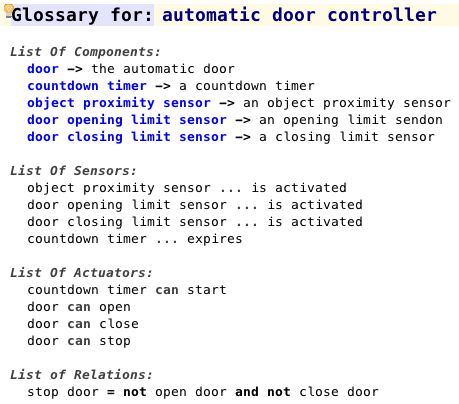 Glossary for: automatic door controller
List Of Components:
door -> the automatic door
countdown timer -> a countdown timer
object proximity sensor -> an object proximity sensor
door opening limit sensor -> an opening limit sendon
door closing limit sensor -> a closing limit sensor
List Of Sensors:
object proximity sensor ... is activated
door opening limit sensor ... is activated
door closing limit sensor ... is activated
countdown timer ... expires
List Of Actuators:
countdown timer can start
door can open
door can close
door can stop
List of Relations:
stop door = not open door and not close door